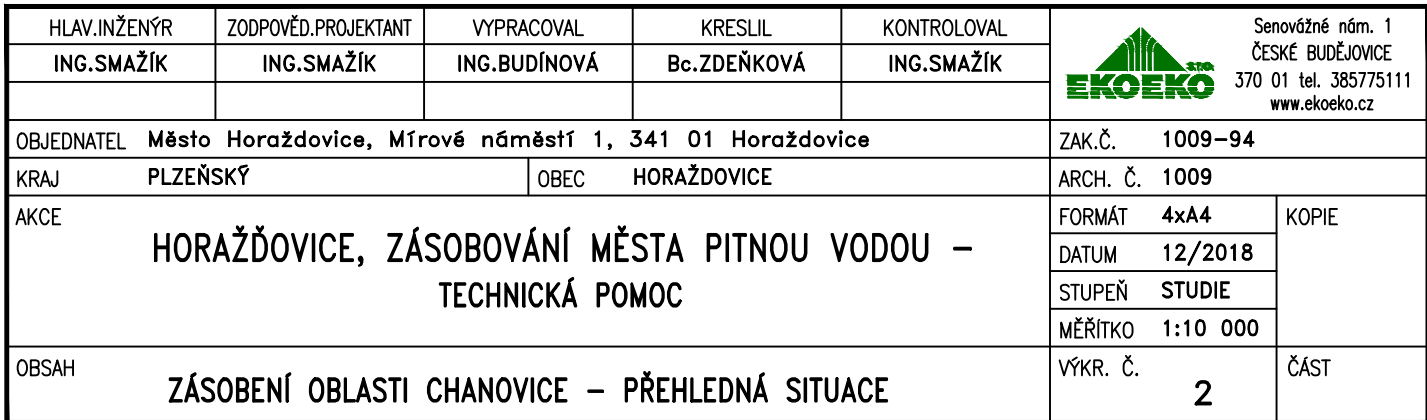 HLAV.INŽENÝR ZODPOVĚD.PROJEKTANT VYPRACOVAL KRESLIL KONTROLOVAL
ING.SMAŽÍK ING.SMAŽÍK ING.BUDÍNOVÁ Bc.ZDEŇKOVÁ ING.SMAŽÍK
EKOEKO s.r.o.
Senovážné nám. 1
ČESKÉ BUDĚJOVICE
370 01 tel. 385775111
www.ekoeko.cz
OBJEDNATEL Město Horažďovice, Mírové náměstí 1, 341 01 Horažďovice
ZAK.Č. 1009-94
KRAJ PLZEŇSKÝ OBEC HORAŽDOVICE
ARCH. Č. 1009
AKCE
HORAŽĎOVICE, ZÁSOBOVÁNÍ MĚSTA PITNOU VODOU –
TECHNICKÁ POMOC
FORMÁT 4xA4 KOPIE
DATUM 12/2018
STUPEŇ STUDIE
MĚŘÍTKO 1:10 000
OBSAH
ZÁSOBENÍ OBLASTI CHANOVICE – PŘEHLEDNÁ SITUACE
VÝKR. Č. 2 ČÁST